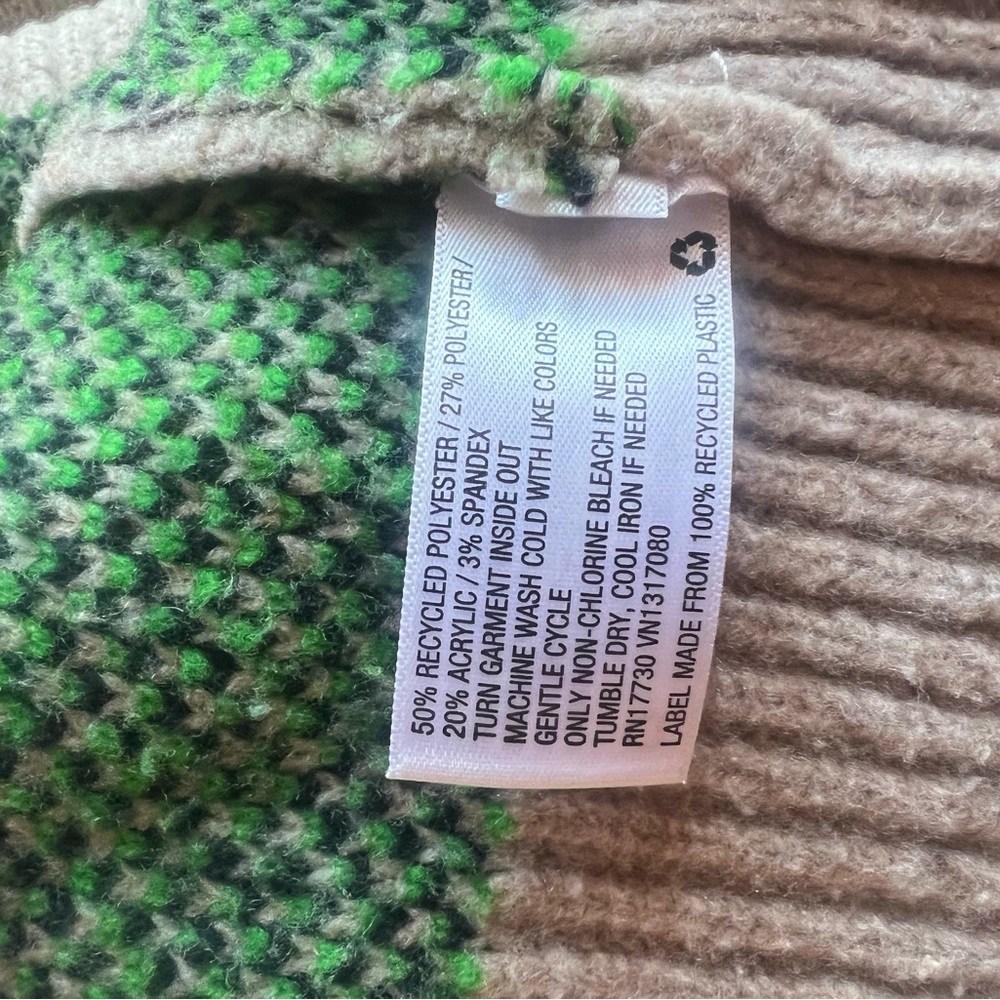 50% RECYCLED POLYESTER / 27% POLYESTER/
20% ACRYLIC / 3% SPANDEX
TURN GARMENT INSIDE OUT
MACHINE WASH COLD WITH LIKE COLORS
GENTLE CYCLE
ONLY NON-CHLORINE BLEACH IF NEEDED
TUMBLE DRY, COOL IRON IF NEEDED
RN17730 VN1317080
LABEL MADE FROM 100% RECYCLED PLASTIC